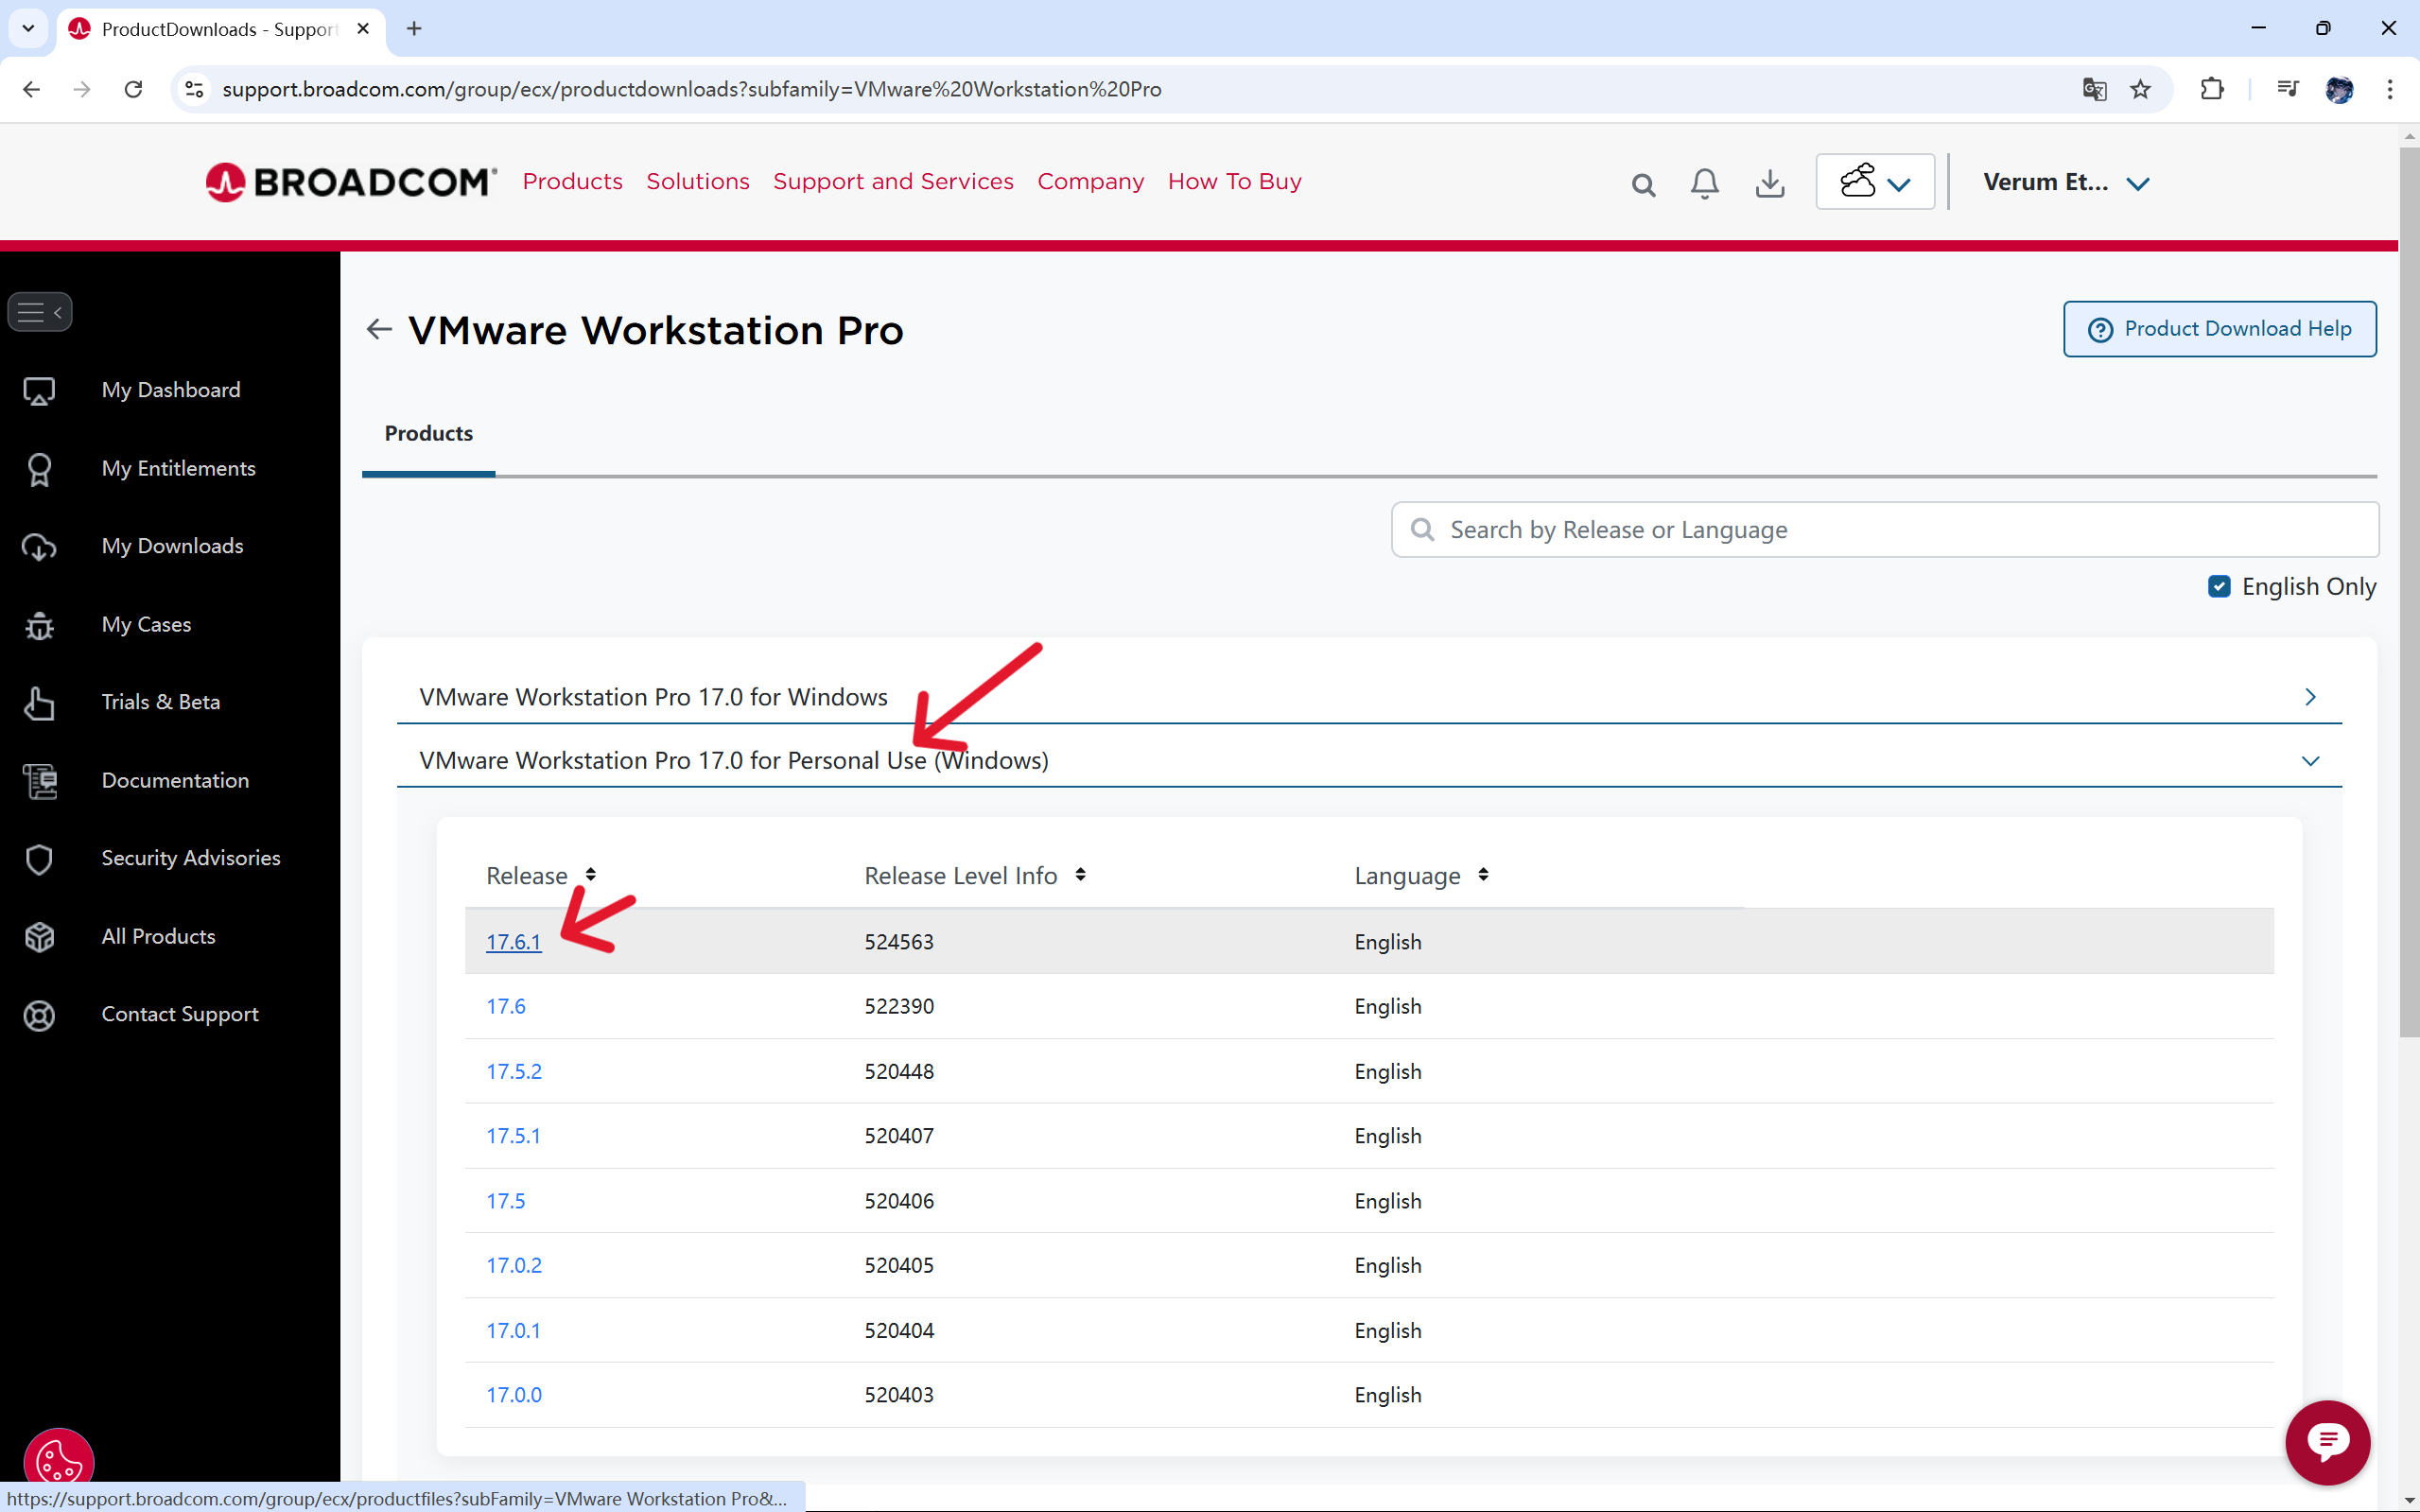 ProductDownloads - Support
support.broadcom.com/group/ecx/productdownloads?subfamily=VMware%20Workstation%20Pro
BROADCOM
Products
Solutions
Support and Services
Company
How To Buy
Verum Et...
VMware Workstation Pro
Product Download Help
My Dashboard
My Entitlements
My Downloads
My Cases
Trials & Beta
Documentation
Security Advisories
All Products
Contact Support
Products
Search by Release or Language
English Only
VMware Workstation Pro 17.0 for Windows
VMware Workstation Pro 17.0 for Personal Use (Windows)
Release Release Level Info Language
17.6.1 524563 English
17.6 522390 English
17.5.2 520448 English
17.5.1 520407 English
17.5 520406 English
17.0.2 520405 English
17.0.1 520404 English
17.0.0 520403 English
https://support.broadcom.com/group/ecx/productfiles?subFamily=VMware Workstation Pro&...